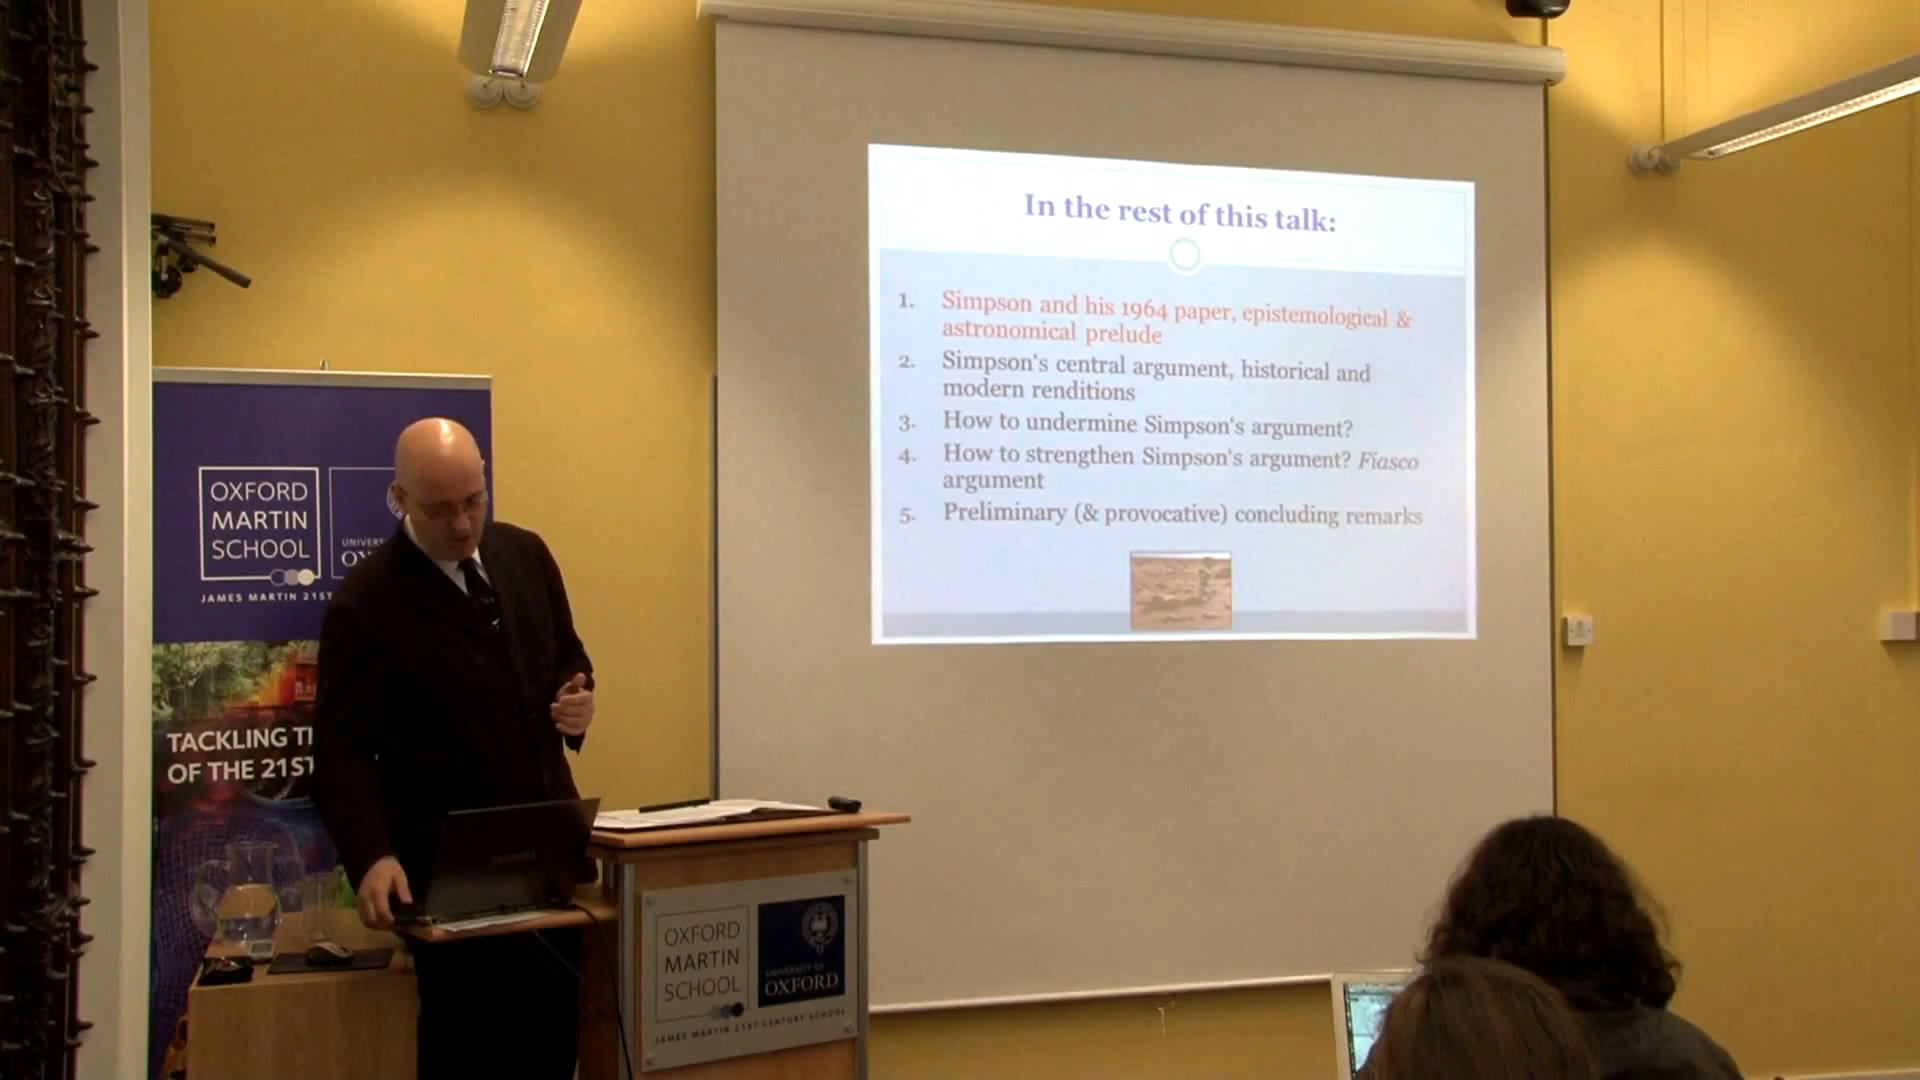 In the rest of this talk:
1. Simpson and his 1964 paper, epistemological &
astronomical prelude
2. Simpson's central argument, historical and
modern renditions
3. How to undermine Simpson's argument?
4. How to strengthen Simpson's argument? Fiasco
argument
5. Preliminary (& provocative) concluding remarks
OXFORD
MARTIN
SCHOOL
JAMES MARTIN 21ST
TACKLING
OF THE 21ST
OXFORD
MARTIN
SCHOOL
UNIVERSITY OF
OXFORD
JAMES MARTIN 21ST CENTURY SCHOOL